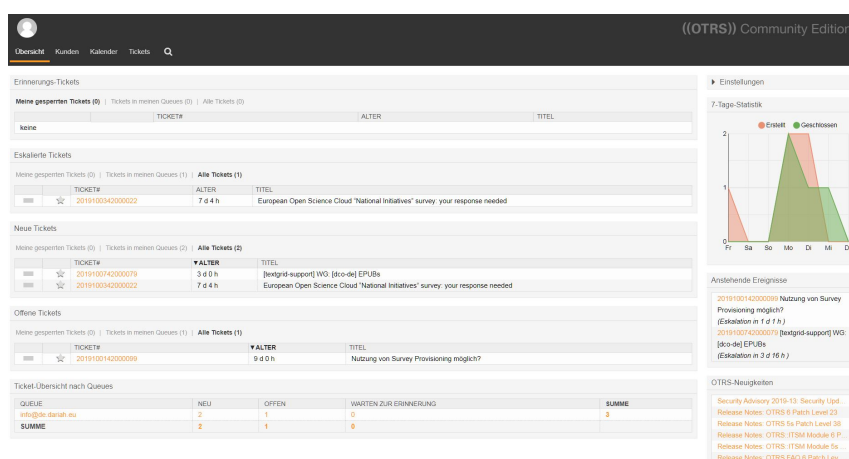 ((OTRS)) Community Edition
Übersicht Kunden Kalender Tickets
Erinnerungs-Tickets
Meine gesperrten Tickets (0) | Tickets in meinen Queues (0) | Alle Tickets (0)
TICKET# ALTER TITEL
keine
Eskalierte Tickets
Meine gesperrten Tickets (0) | Tickets in meinen Queues (1) | Alle Tickets (1)
TICKET# ALTER TITEL
2019100342000022 7 d 4 h European Open Science Cloud "National Initiatives" survey: your response needed
Neue Tickets
Meine gesperrten Tickets (0) | Tickets in meinen Queues (2) | Alle Tickets (2)
TICKET# ▼ALTER TITEL
2019100742000079 3 d 0 h [textgrid-support] WG: [dco-de] EPUBs
2019100342000022 7 d 4 h European Open Science Cloud "National Initiatives" survey: your response needed
Offene Tickets
Meine gesperrten Tickets (0) | Tickets in meinen Queues (1) | Alle Tickets (1)
TICKET# ▼ALTER TITEL
2019100142000099 9 d 0 h Nutzung von Survey Provisioning möglich?
Ticket-Übersicht nach Queues
QUEUE NEU OFFEN WARTEN ZUR ERINNERUNG SUMME
info@de.dariah.eu 2 1 0 3
SUMME 2 1 0
Einstellungen
7-Tage-Statistik
Erstellt Geschlossen
2
1
0
Fr Sa So Mo Di Mi D
Anstehende Ereignisse
2019100142000099 Nutzung von Survey
Provisioning möglich?
(Eskalation in 1 d 1 h )
2019100742000079 [textgrid-support] WG:
[dco-de] EPUBs
(Eskalation in 3 d 16 h )
OTRS-Neuigkeiten
Security Advisory 2019-13: Security Upd...
Release Notes: OTRS 6 Patch Level 23
Release Notes: OTRS 5s Patch Level 38
Release Notes: OTRS::ITSM Module 6 P...
Release Notes: OTRS::ITSM Module 5s ...
Release Notes: OTRS FAQ 6 Patch Lev...